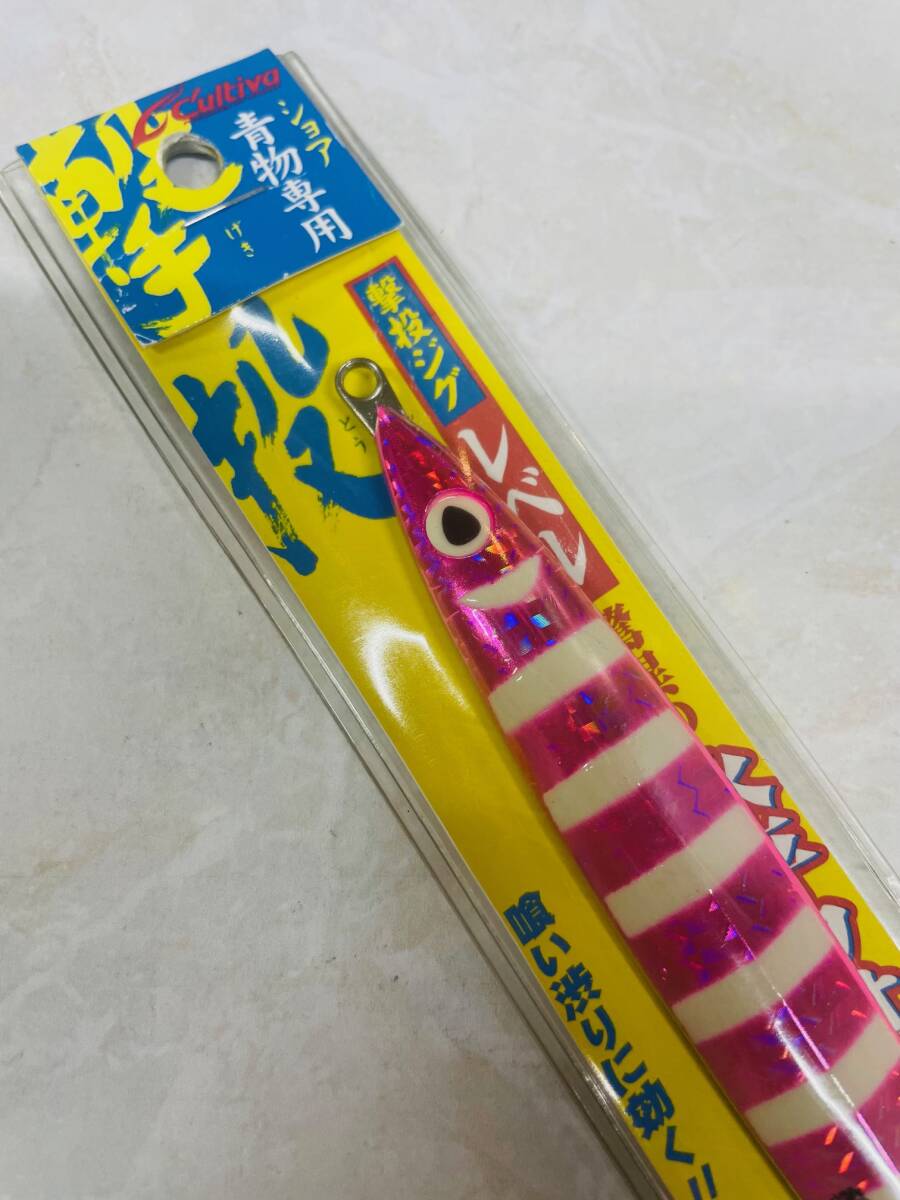 Cultiva
ショア
青物専用
撃
げき
投
とう
撃投ジグ
レベル
食い渋りに効く